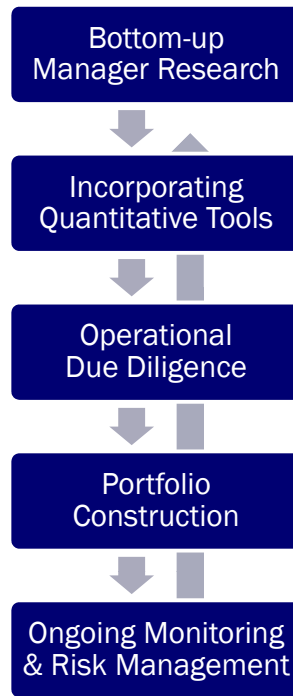 Bottom-up
Manager Research
Incorporating
Quantitative Tools
Operational
Due Diligence
Portfolio
Construction
Ongoing Monitoring
& Risk Management